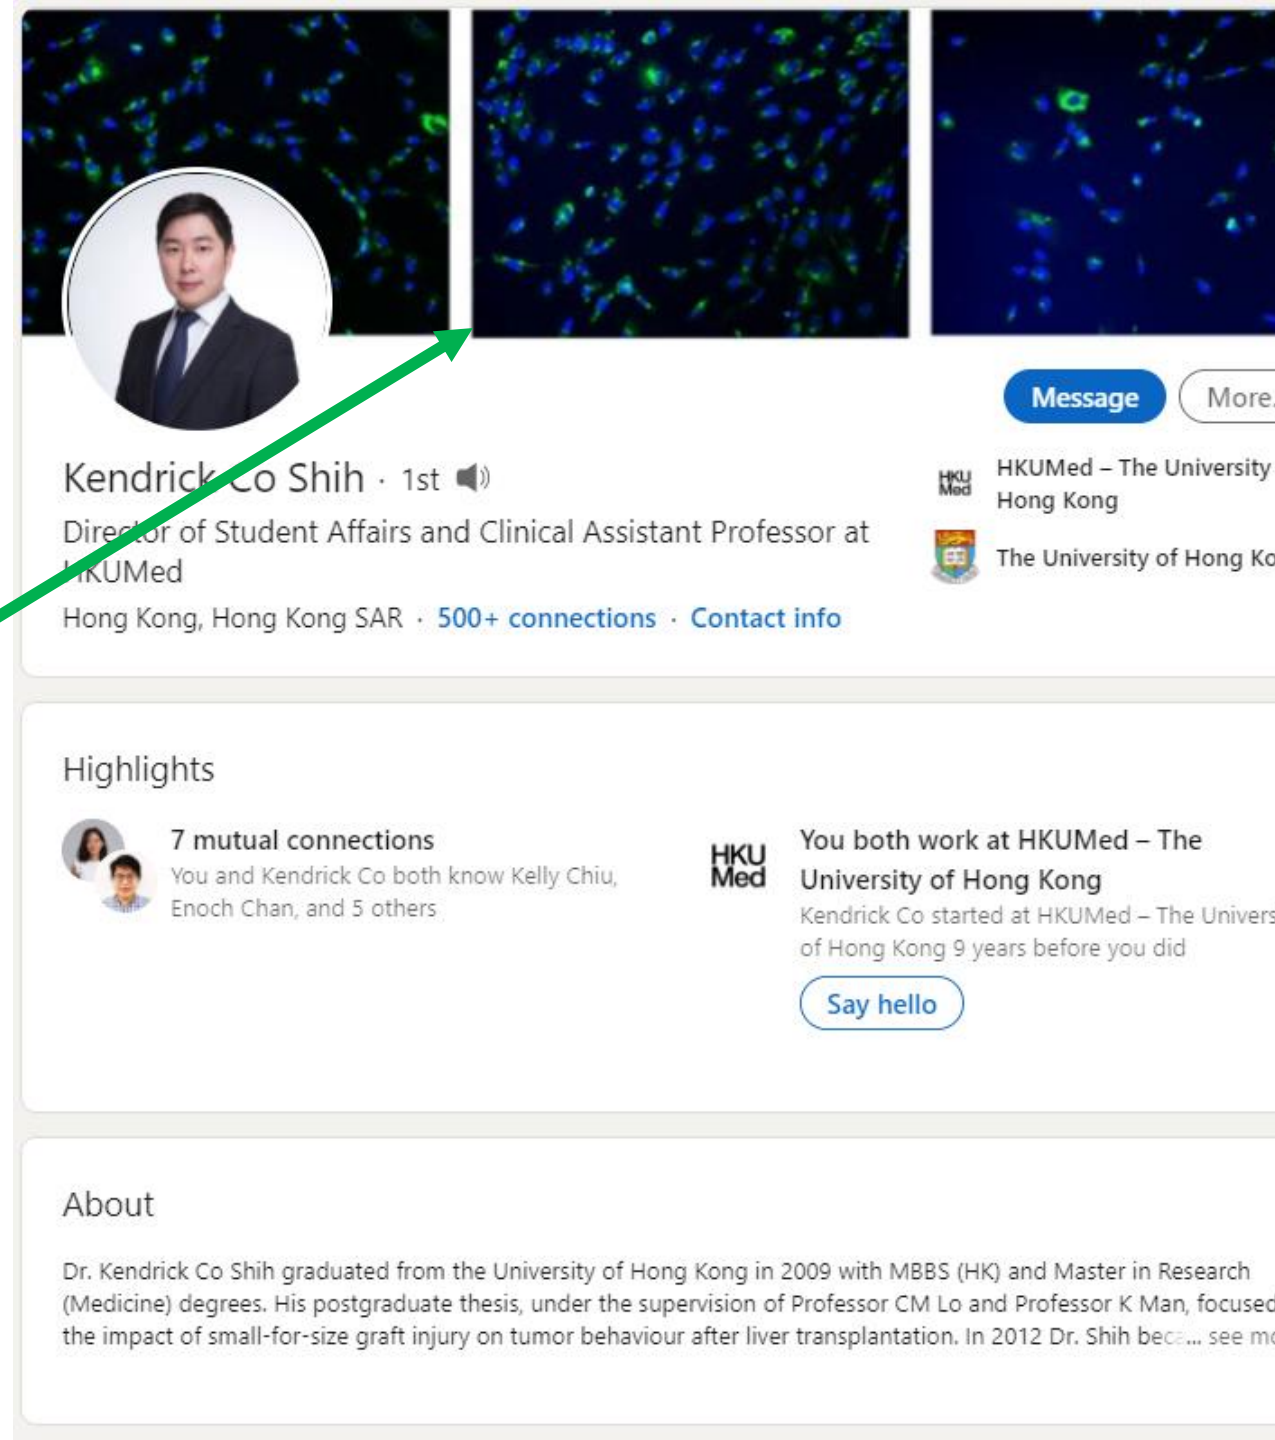 Message
More
Kendrick Co Shih · 1st
HKUMed – The University
Hong Kong
Director of Student Affairs and Clinical Assistant Professor at
HKUMed
The University of Hong
Hong Kong, Hong Kong SAR · 500+ connections · Contact info
Highlights
7 mutual connections
You and Kendrick Co both know Kelly Chiu,
Enoch Chan, and 5 others
HKU
Med
You both work at HKUMed – The
University of Hong Kong
Kendrick Co started at HKUMed – The
of Hong Kong 9 years before you did
Say hello
About
Dr. Kendrick Co Shih graduated from the University of Hong Kong in 2009 with MBBS (HK) and Master in Research
(Medicine) degrees. His postgraduate thesis, under the supervision of Professor CM Lo and Professor K Man, focused
the impact of small-for-size graft injury on tumor behaviour after liver transplantation. In 2012 Dr. Shih ... see